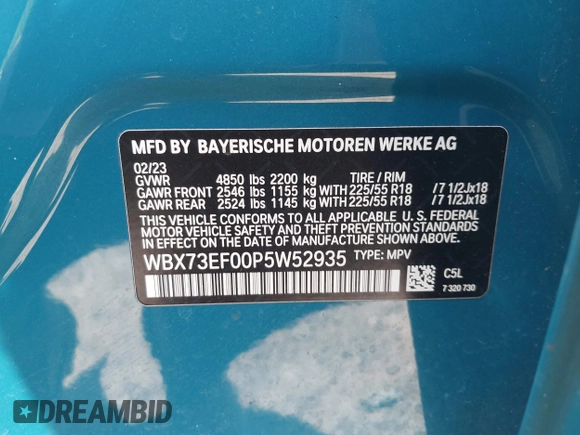 MFD BY BAYERISCHE MOTOREN WERKE AG
02/23
GVWR 4850 lbs 2200 kg TIRE / RIM
GAWR FRONT 2546 lbs 1155 kg WITH 225/55 R18 /7 1/2Jx18
GAWR REAR 2524 lbs 1145 kg WITH 225/55 R18 /7 1/2Jx18
THIS VEHICLE CONFORMS TO ALL APPLICABLE U. S. FEDERAL
MOTOR VEHICLE SAFETY AND THEFT PREVENTION STANDARDS
IN EFFECT ON THE DATE OF MANUFACTURE SHOWN ABOVE.
WBX73EF00P5W52935 TYPE: MPV
C5L
7 320 730
DREAMBID